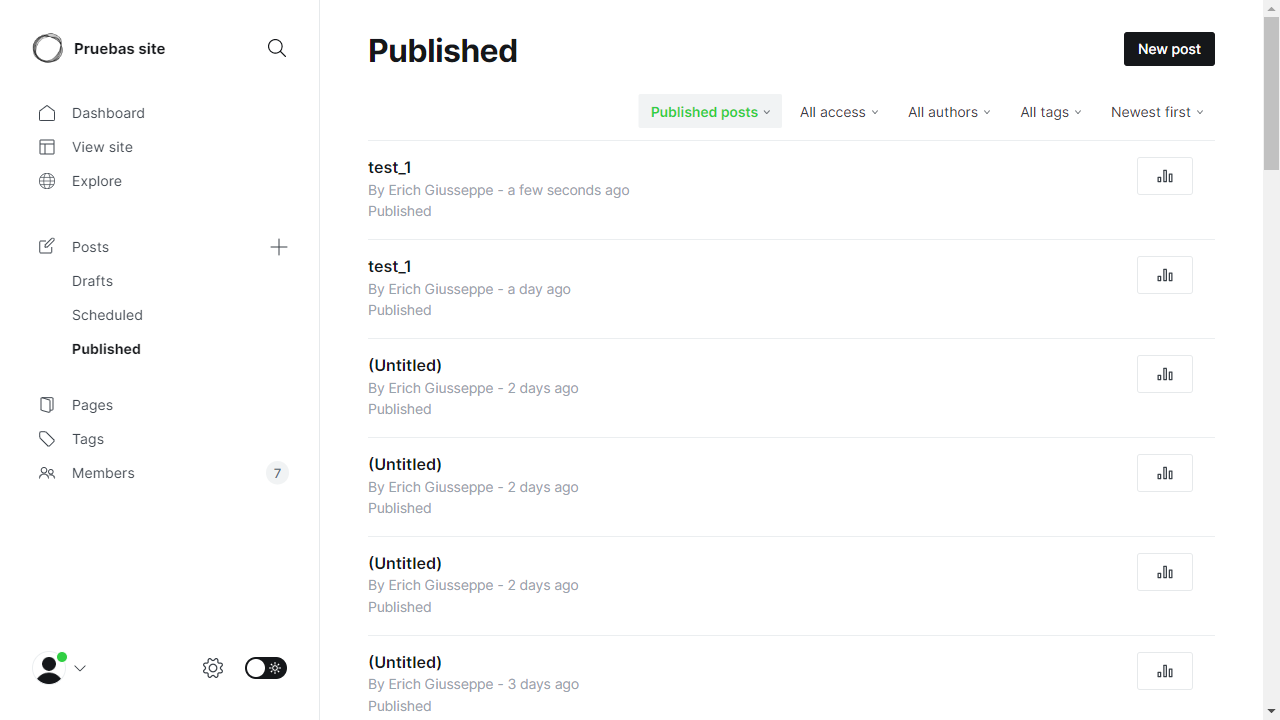 Pruebas site
Dashboard
View site
Explore
Posts
Drafts
Scheduled
Published
Pages
Tags
Members 7
Published
New post
Published posts All access All authors All tags Newest first
test_1
By Erich Giusseppe - a few seconds ago
Published
test_1
By Erich Giusseppe - a day ago
Published
(Untitled)
By Erich Giusseppe - 2 days ago
Published
(Untitled)
By Erich Giusseppe - 2 days ago
Published
(Untitled)
By Erich Giusseppe - 2 days ago
Published
(Untitled)
By Erich Giusseppe - 3 days ago
Published